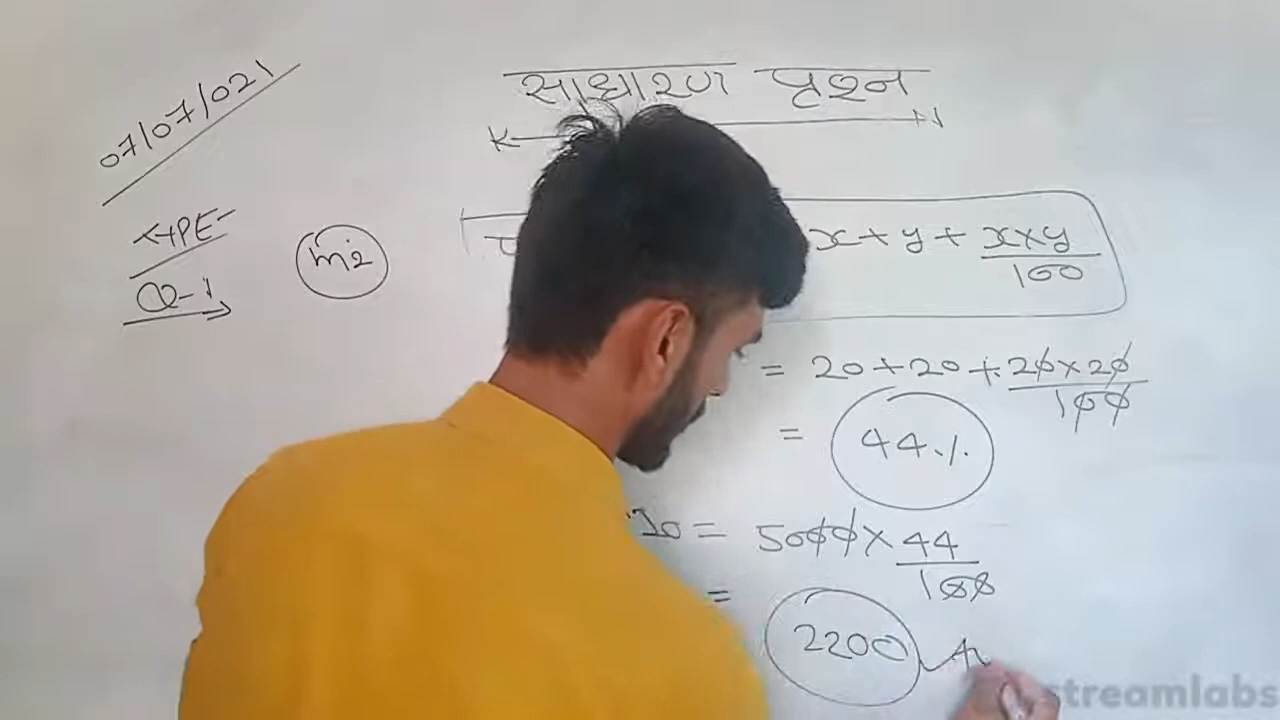 07/07/021
साधारण प्रश्न
TYPE-
Q-1
m2
x+y+ x×y/100
= 20+20+ 20×20/100
= 44%
= 5000× 44/100
=
2200
streamlabs